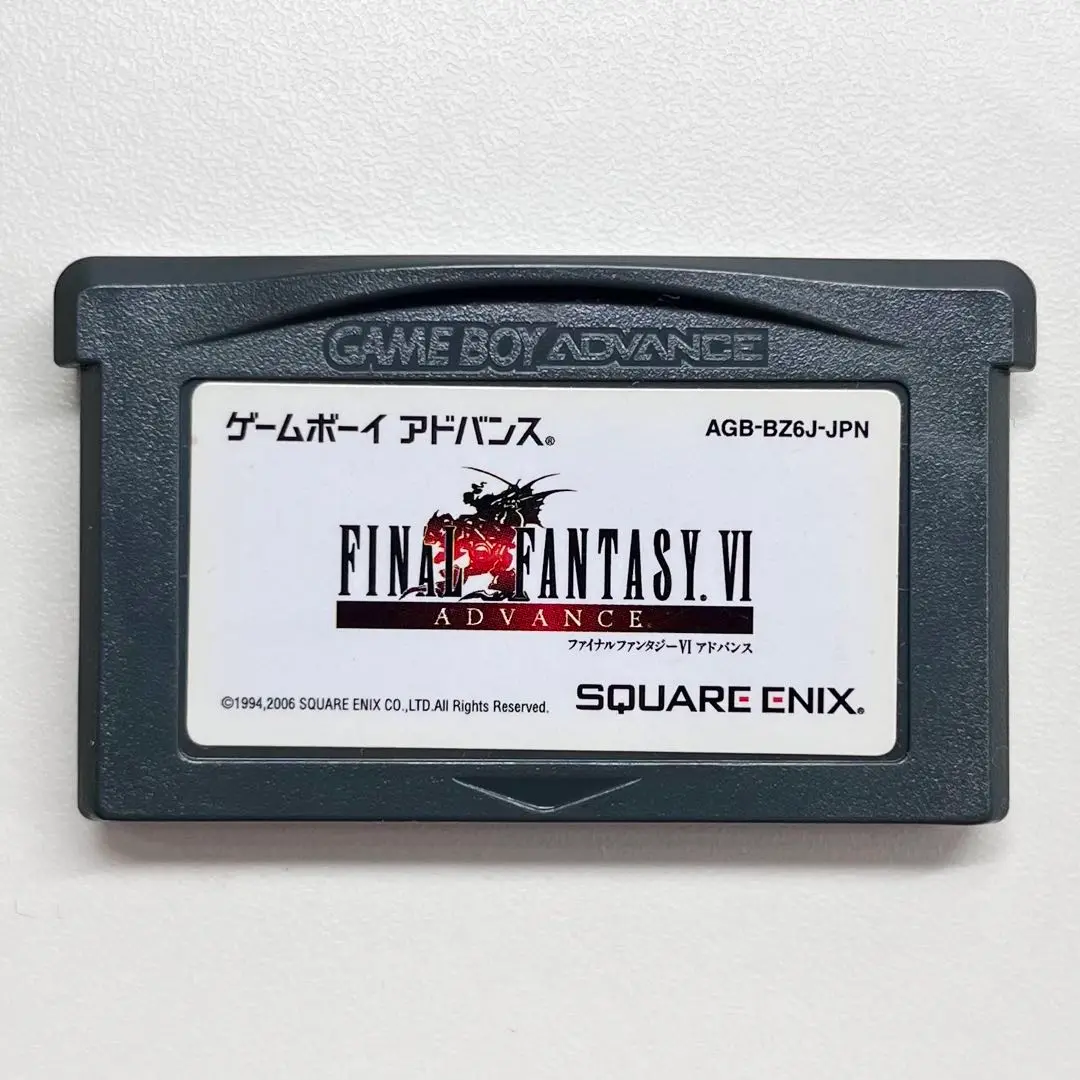 GAME BOY ADVANCE
ゲームボーイ アドバンス®
AGB-BZ6J-JPN
FINAL FANTASY. VI
ADVANCE
ファイナルファンタジーVI アドバンス
©1994,2006 SQUARE ENIX CO.,LTD.All Rights Reserved.
SQUARE ENIX®